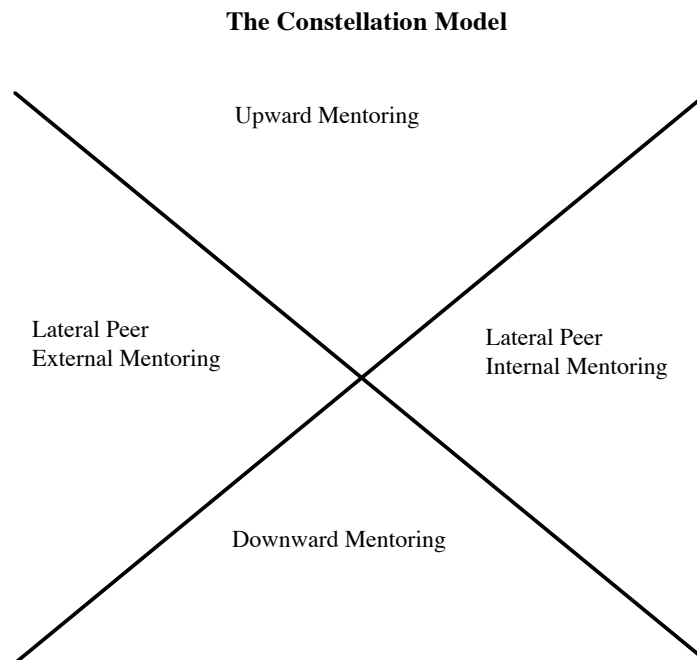 The Constellation Model
Upward Mentoring
Lateral Peer
External Mentoring
Lateral Peer
Internal Mentoring
Downward Mentoring